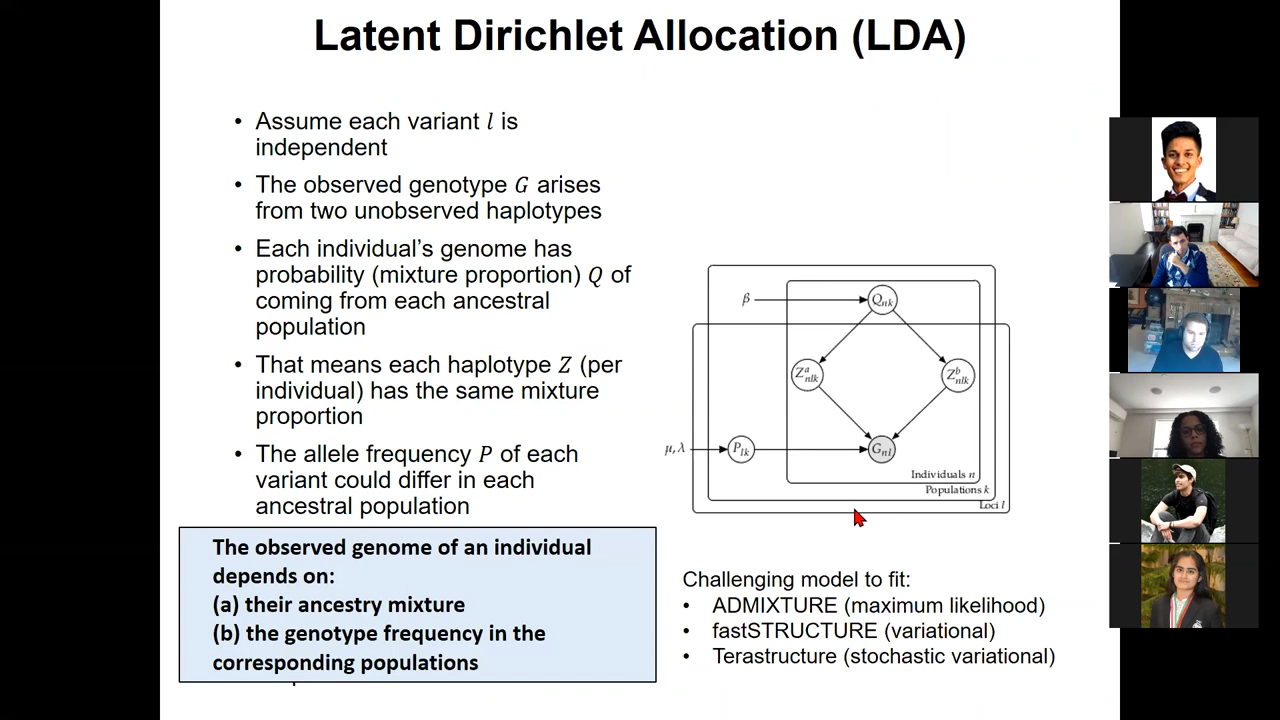 Latent Dirichlet Allocation (LDA)
• Assume each variant l is
independent
• The observed genotype G arises
from two unobserved haplotypes
• Each individual's genome has
probability (mixture proportion) Q of
coming from each ancestral
population
• That means each haplotype Z (per
individual) has the same mixture
proportion
• The allele frequency P of each
variant could differ in each
ancestral population
The observed genome of an individual
depends on:
(a) their ancestry mixture
(b) the genotype frequency in the
corresponding populations
β
Qnk
Z^a_nlk
Z^b_nlk
μ, λ
Plk
Gnl
Individuals n
Populations k
Loci l
Challenging model to fit:
• ADMIXTURE (maximum likelihood)
• fastSTRUCTURE (variational)
• Terastructure (stochastic variational)